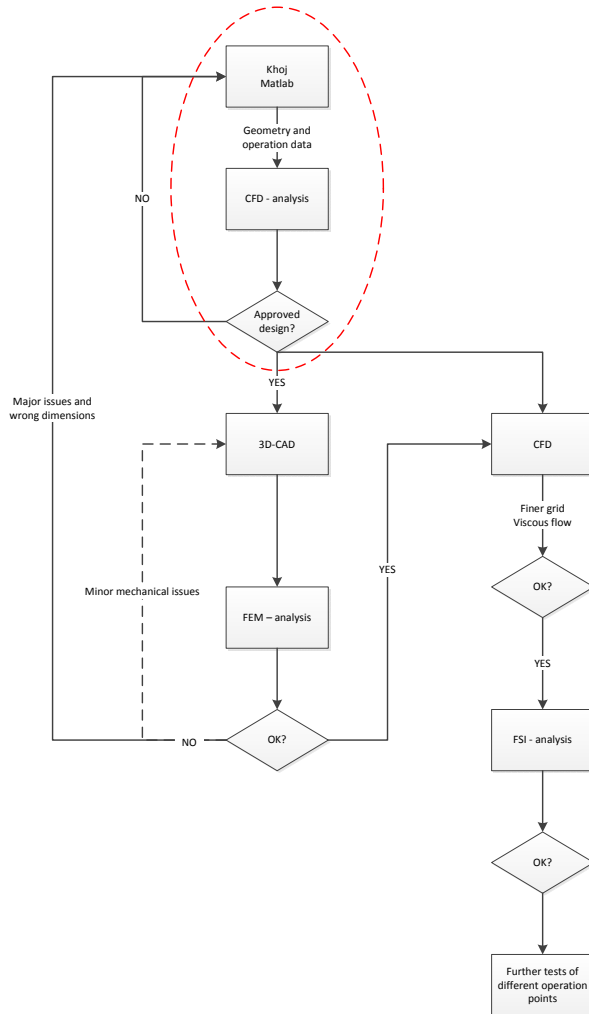 Khoj
Matlab
Geometry and
operation data
NO
CFD - analysis
Approved
design?
YES
Major issues and
wrong dimensions
3D-CAD
CFD
Finer grid
Viscous flow
YES
Minor mechanical issues
OK?
FEM – analysis
YES
NO
OK?
FSI - analysis
OK?
Further tests of
different operation
points